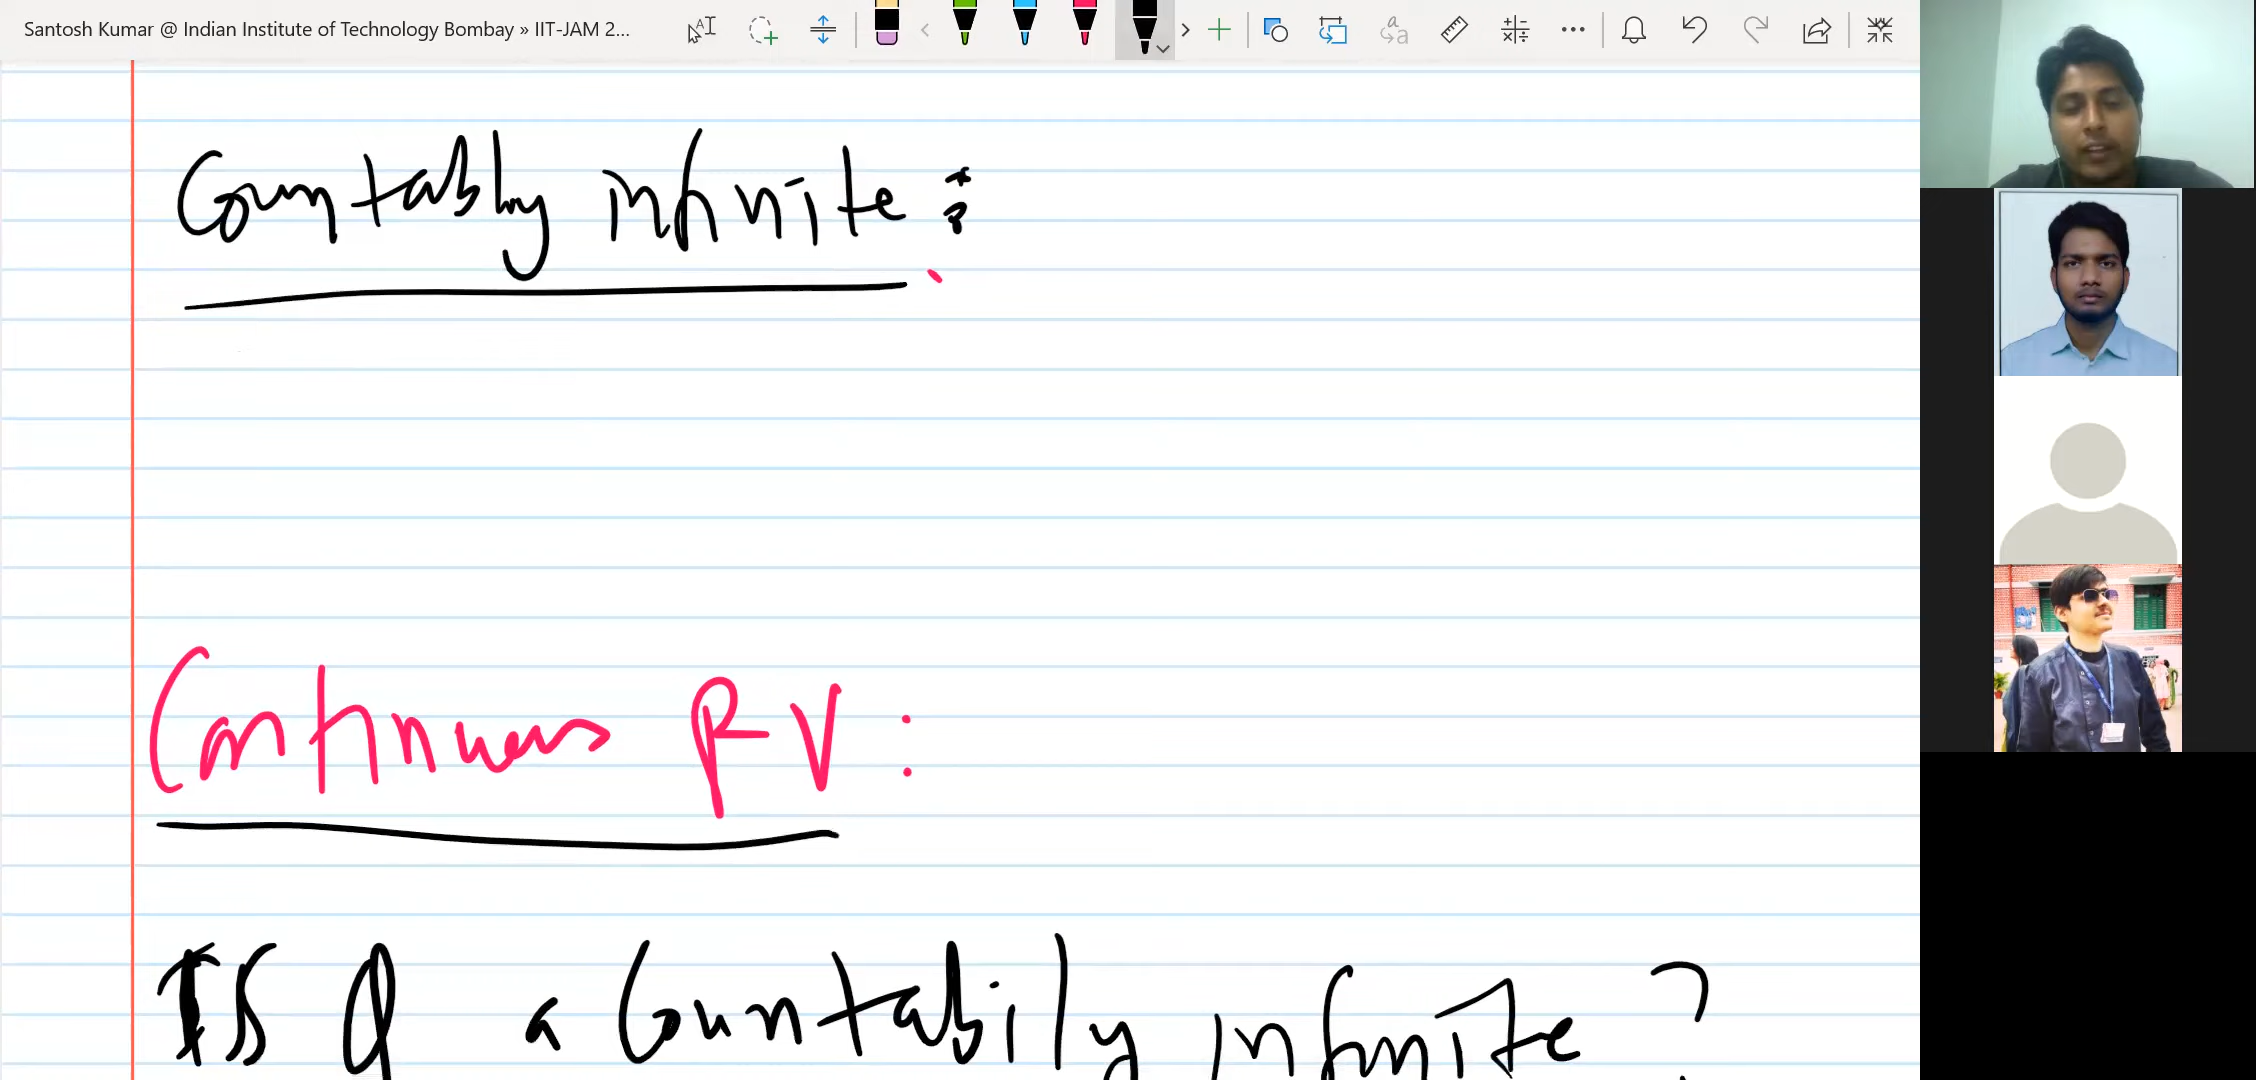 Santosh Kumar @ Indian Institute of Technology Bombay » IIT-JAM 2...
Countably infinite :
Continuous RV :
Is Q a Countabily infinite ?